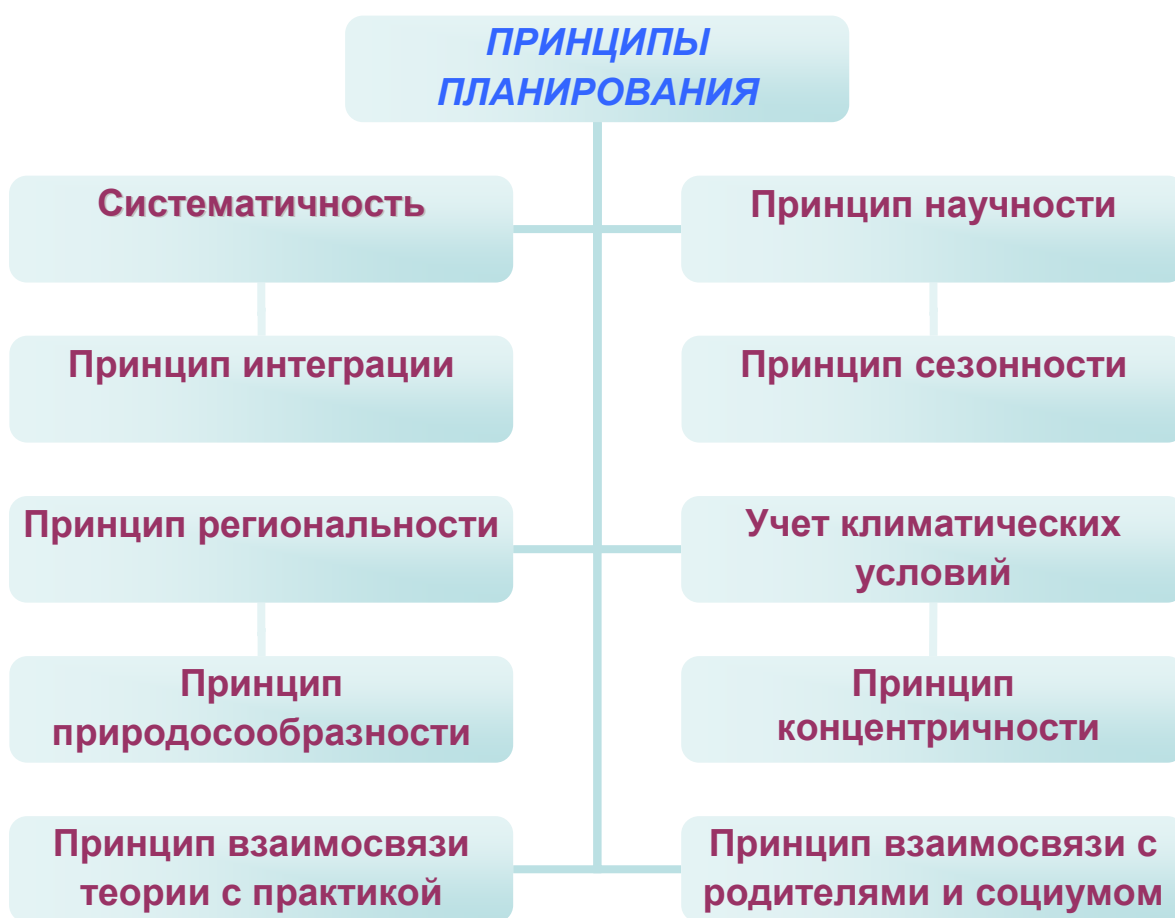 ПРИНЦИПЫ
ПЛАНИРОВАНИЯ
Систематичность
Принцип научности
Принцип интеграции
Принцип сезонности
Принцип региональности
Учет климатических
условий
Принцип
природосообразности
Принцип
концентричности
Принцип взаимосвязи
теории с практикой
Принцип взаимосвязи с
родителями и социумом